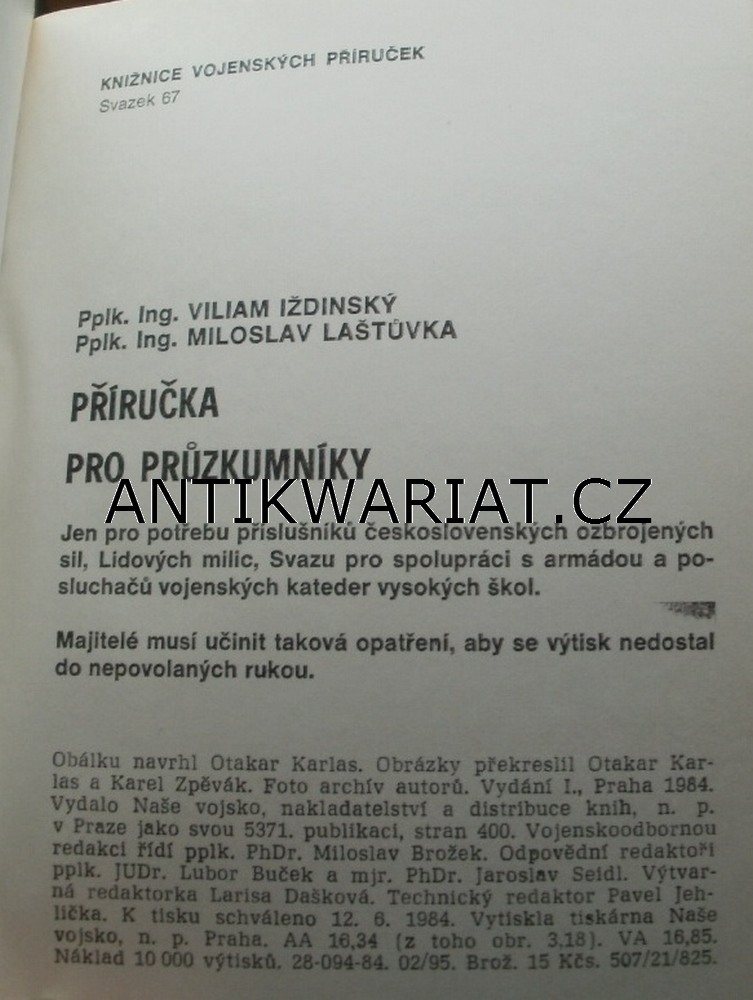 KNIŽNICE VOJENSKÝCH PŘÍRUČEK
Svazek 67
Pplk. Ing. VILIAM IŽDINSKÝ
Pplk. Ing. MILOSLAV LAŠTŮVKA
PŘÍRUČKA
PRO PRŮZKUMNÍKY
ANTIKWARIAT.CZ
Jen pro potřebu příslušníků československých ozbrojených
sil, Lidových milic, Svazu pro spolupráci s armádou a po-
sluchačů vojenských kateder vysokých škol.
Majitelé musí učinit taková opatření, aby se výtisk nedostal
do nepovolaných rukou.
Obálku navrhl Otakar Karlas. Obrázky překreslil Otakar Kar-
las a Karel Zpěvák. Foto archív autorů. Vydání I., Praha 1984.
Vydalo Naše vojsko, nakladatelství a distribuce knih, n. p.
v Praze jako svou 5371. publikaci, stran 400. Vojenskoodbornou
redakci řídí pplk. PhDr. Miloslav Brožek. Odpovědní redaktoři
pplk. JUDr. Lubor Buček a mjr. PhDr. Jaroslav Seidl. Výtvar-
ná redaktorka Larisa Dašková. Technický redaktor Pavel Jeh-
lička. K tisku schváleno 12. 6. 1984. Vytiskla tiskárna Naše
vojsko, n. p. Praha. AA 16,34 (z toho obr. 3,18). VA 16,85.
Náklad 10 000 výtisků. 28-094-84. 02/95. Brož. 15 Kčs. 507/21/825.